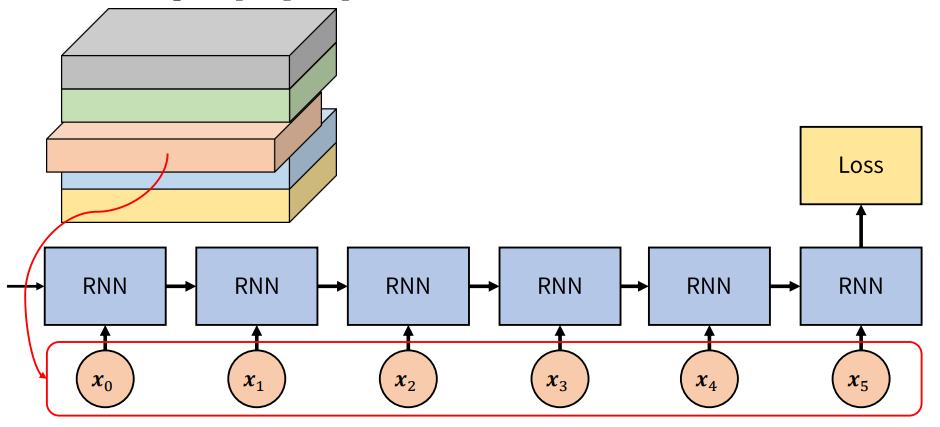 Loss
RNN RNN RNN RNN RNN RNN
x₀ x₁ x₂ x₃ x₄ x₅